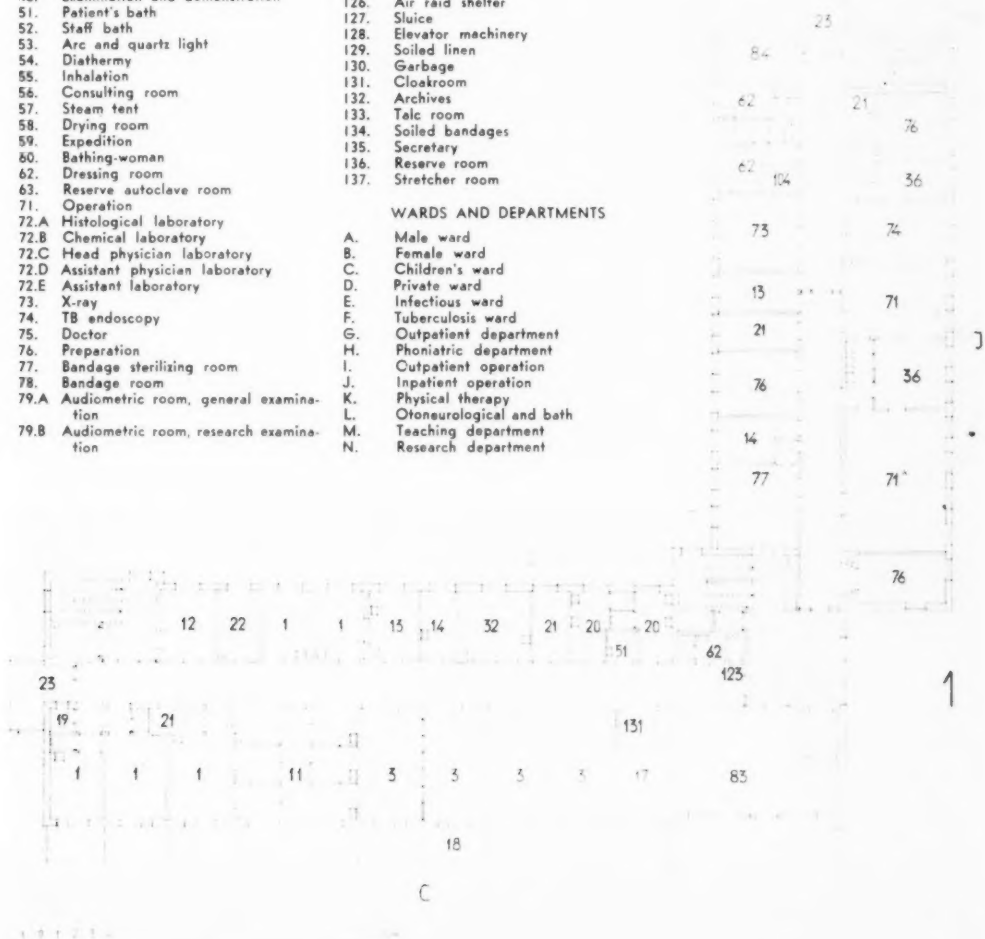 51. Patient's bath
52. Staff bath
53. Arc and quartz light
54. Diathermy
55. Inhalation
56. Consulting room
57. Steam tent
58. Drying room
59. Expedition
60. Bathing-woman
62. Dressing room
63. Reserve autoclave room
71. Operation
72.A Histological laboratory
72.B Chemical laboratory
72.C Head physician laboratory
72.D Assistant physician laboratory
72.E Assistant laboratory
73. X-ray
74. TB endoscopy
75. Doctor
76. Preparation
77. Bandage sterilizing room
78. Bandage room
79.A Audiometric room, general examina-
tion
79.B Audiometric room, research examina-
tion
126. Air raid shelter
127. Sluice
128. Elevator machinery
129. Soiled linen
130. Garbage
131. Cloakroom
132. Archives
133. Talc room
134. Soiled bandages
135. Secretary
136. Reserve room
137. Stretcher room
WARDS AND DEPARTMENTS
A. Male ward
B. Female ward
C. Children's ward
D. Private ward
E. Infectious ward
F. Tuberculosis ward
G. Outpatient department
H. Phoniatric department
I. Outpatient operation
J. Inpatient operation
K. Physical therapy
L. Otoneurological and bath
M. Teaching department
N. Research department
23
84
62 21
76
62 104 36
73 74
13 71
21 J
76 36
14
77 71
76
12 22 1 1 15 14 32 21 20 20
51 62
123
23 1
19 21 131
1 1 1 11 3 3 3 3 17 83
18
C